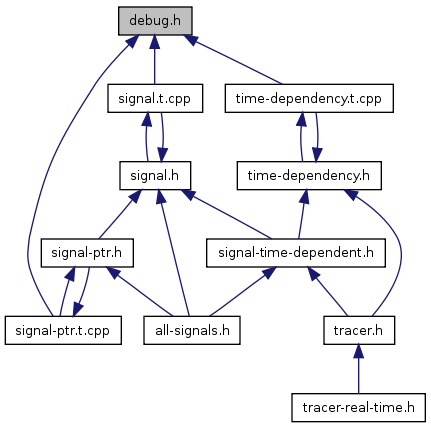 debug.h
signal.t.cpp
time-dependency.t.cpp
signal.h
time-dependency.h
signal-ptr.h
signal-time-dependent.h
signal-ptr.t.cpp
all-signals.h
tracer.h
tracer-real-time.h